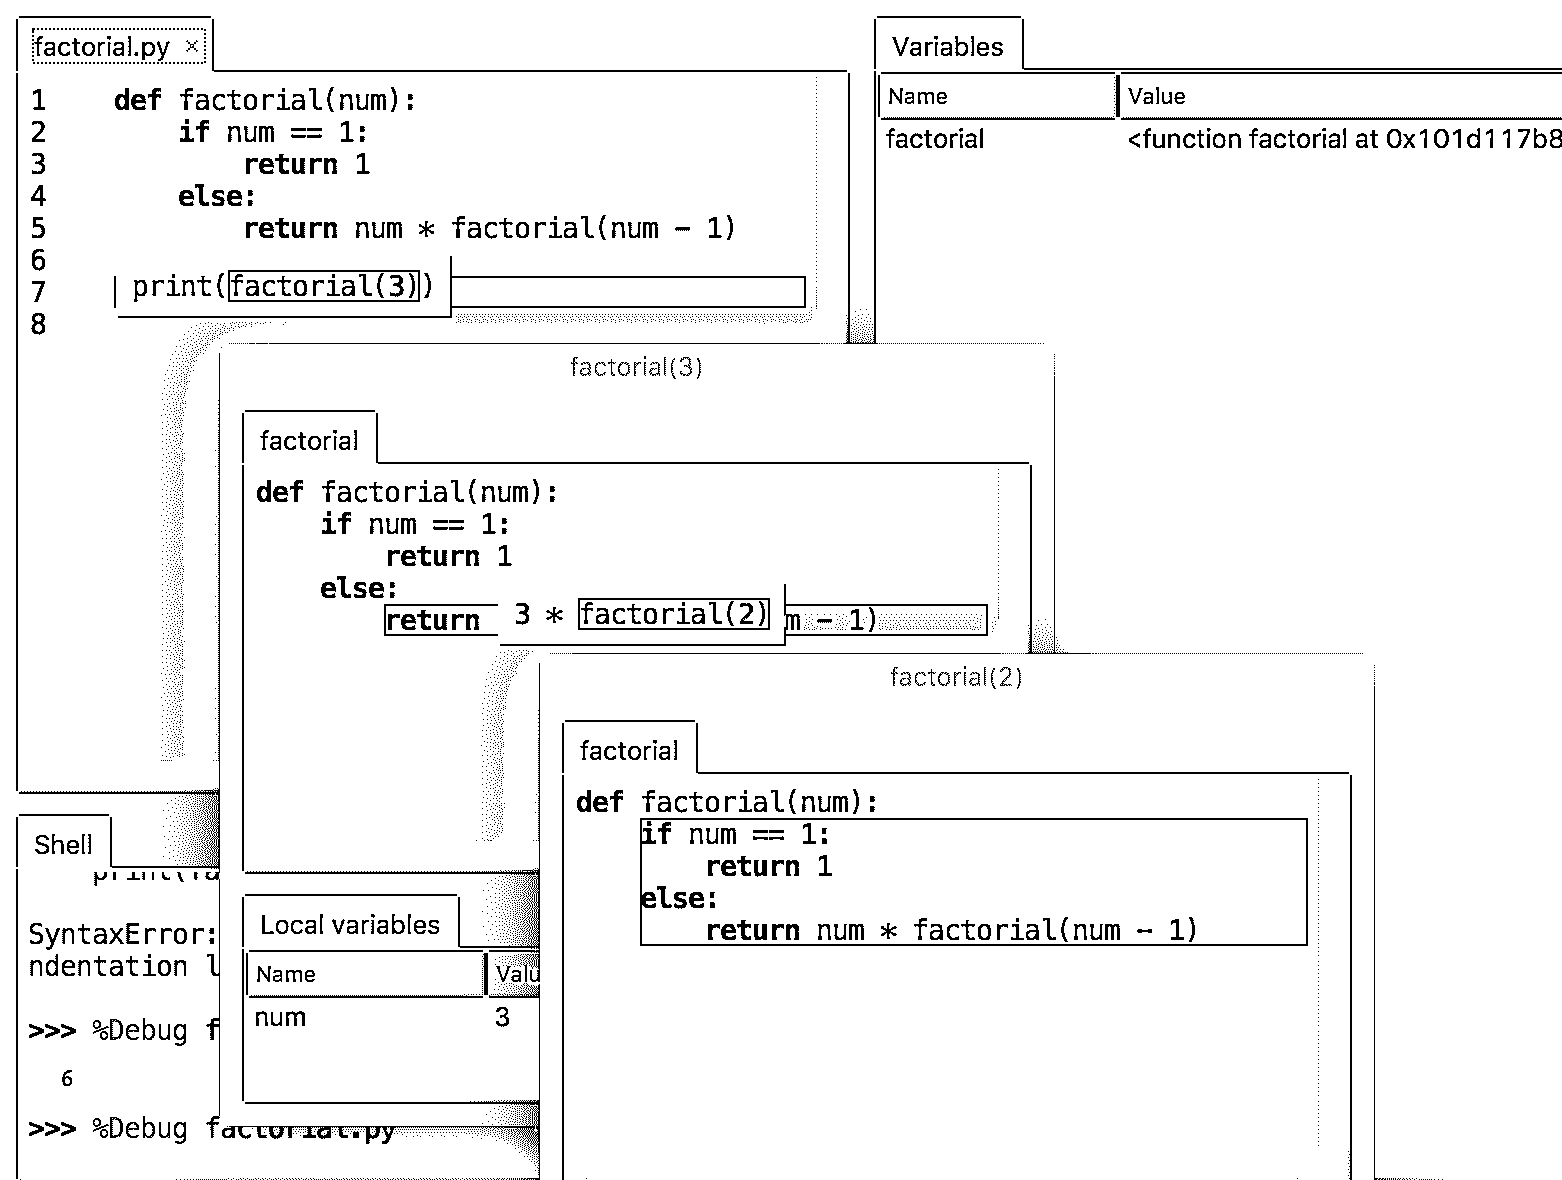 factorial.py ×
1 def factorial(num):
2 if num == 1:
3 return 1
4 else:
5 return num * factorial(num - 1)
6
7 print(factorial(3))
8
Variables
Name Value
factorial <function factorial at 0x101d117b8
factorial(3)
factorial
def factorial(num):
if num == 1:
return 1
else:
return 3 * factorial(2) m - 1)
Local variables
Name Valu
num 3
factorial(2)
factorial
def factorial(num):
if num == 1:
return 1
else:
return num * factorial(num - 1)
Shell
SyntaxError:
ndentation l
>>> %Debug f
6
>>> %Debug factorial.py